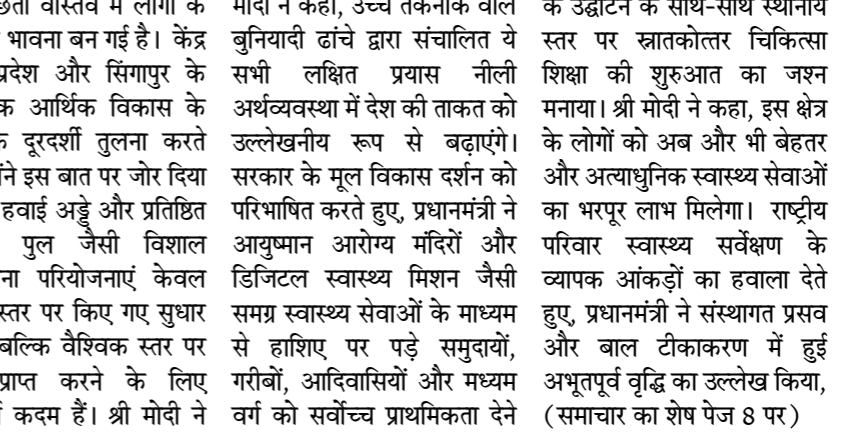 भावना बन गई है। केंद्र
और सिंगापुर के
आर्थिक विकास के
दूरदर्शी तुलना करते
इस बात पर जोर दिया
हवाई अड्डे और प्रतिष्ठित
पुल जैसी विशाल
परियोजनाएं केवल
स्तर पर किए गए सुधार
बल्कि वैश्विक स्तर पर
प्राप्त करने के लिए
कदम हैं। श्री मोदी ने
मोदी ने कहा, उच्च तकनीक वाले
बुनियादी ढांचे द्वारा संचालित ये
सभी लक्षित प्रयास नीली
अर्थव्यवस्था में देश की ताकत को
उल्लेखनीय रूप से बढ़ाएंगे।
सरकार के मूल विकास दर्शन को
परिभाषित करते हुए, प्रधानमंत्री ने
आयुष्मान आरोग्य मंदिरों और
डिजिटल स्वास्थ्य मिशन जैसी
समग्र स्वास्थ्य सेवाओं के माध्यम
से हाशिए पर पड़े समुदायों,
गरीबों, आदिवासियों और मध्यम
वर्ग को सर्वोच्च प्राथमिकता देने
के उद्घाटन के साथ-साथ स्थानीय
स्तर पर स्नातकोत्तर चिकित्सा
शिक्षा की शुरुआत का जश्न
मनाया। श्री मोदी ने कहा, इस क्षेत्र
के लोगों को अब और भी बेहतर
और अत्याधुनिक स्वास्थ्य सेवाओं
का भरपूर लाभ मिलेगा। राष्ट्रीय
परिवार स्वास्थ्य सर्वेक्षण के
व्यापक आंकड़ों का हवाला देते
हुए, प्रधानमंत्री ने संस्थागत प्रसव
और बाल टीकाकरण में हुई
अभूतपूर्व वृद्धि का उल्लेख किया,
(समाचार का शेष पेज 8 पर)